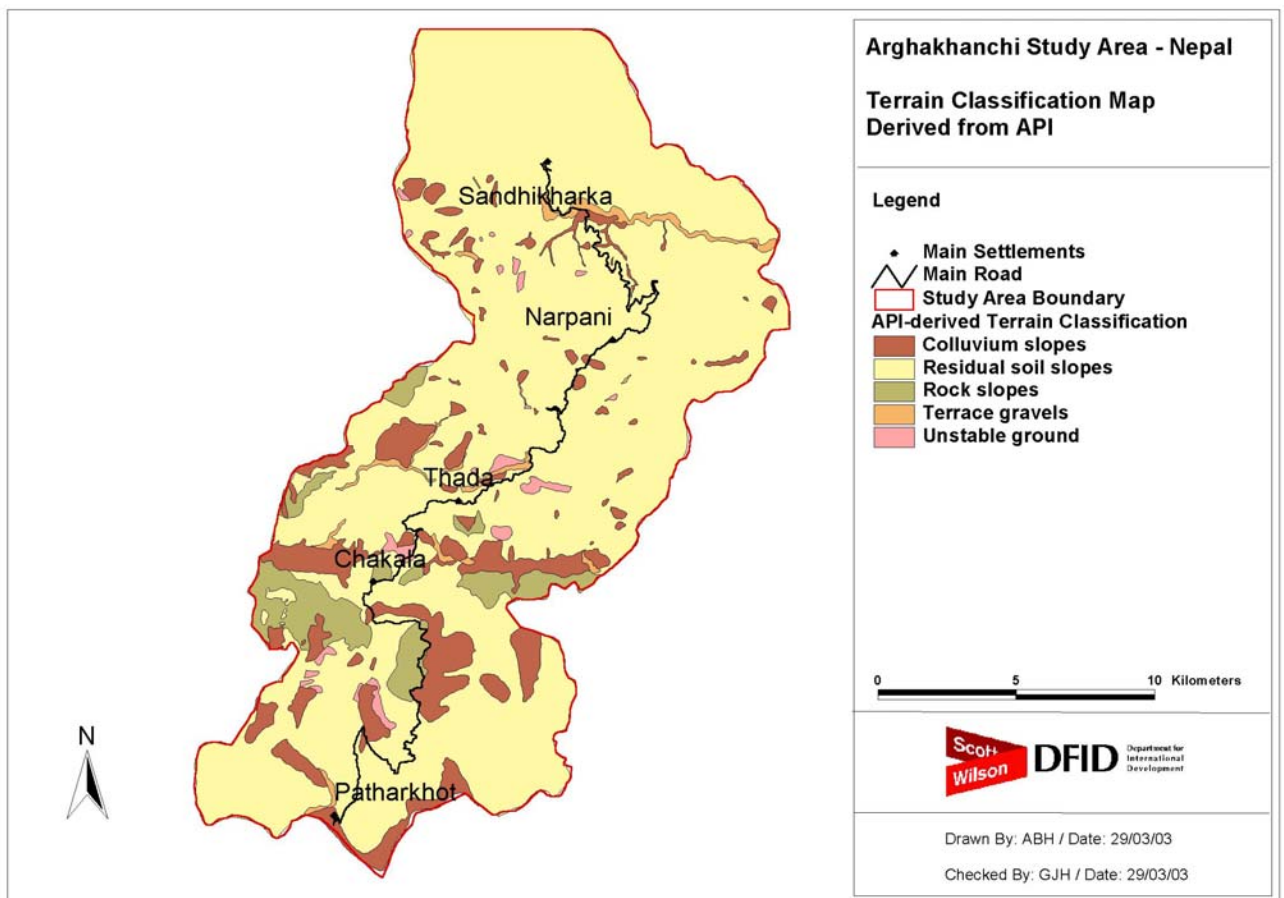 Sandhikharka
Narpani
Thada
Chakala
Patharkhot
N
Arghakhanchi Study Area - Nepal
Terrain Classification Map
Derived from API
Legend
Main Settlements
Main Road
Study Area Boundary
API-derived Terrain Classification
Colluvium slopes
Residual soil slopes
Rock slopes
Terrace gravels
Unstable ground
0 5 10 Kilometers
Scott
Wilson
DFID
Department for
International
Development
Drawn By: ABH / Date: 29/03/03
Checked By: GJH / Date: 29/03/03